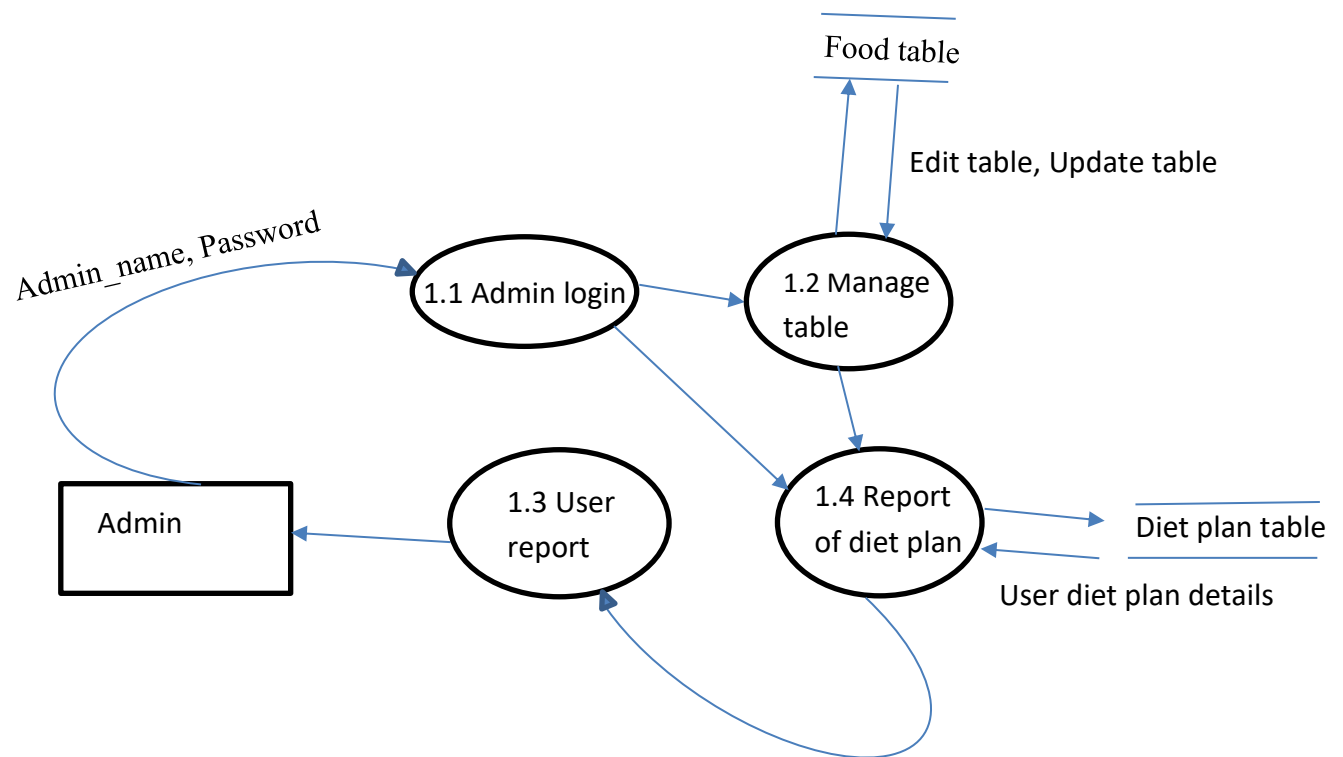 Food table
Edit table, Update table
Admin_name, Password
1.1 Admin login
1.2 Manage
table
Admin
1.3 User
report
1.4 Report
of diet plan
Diet plan table
User diet plan details